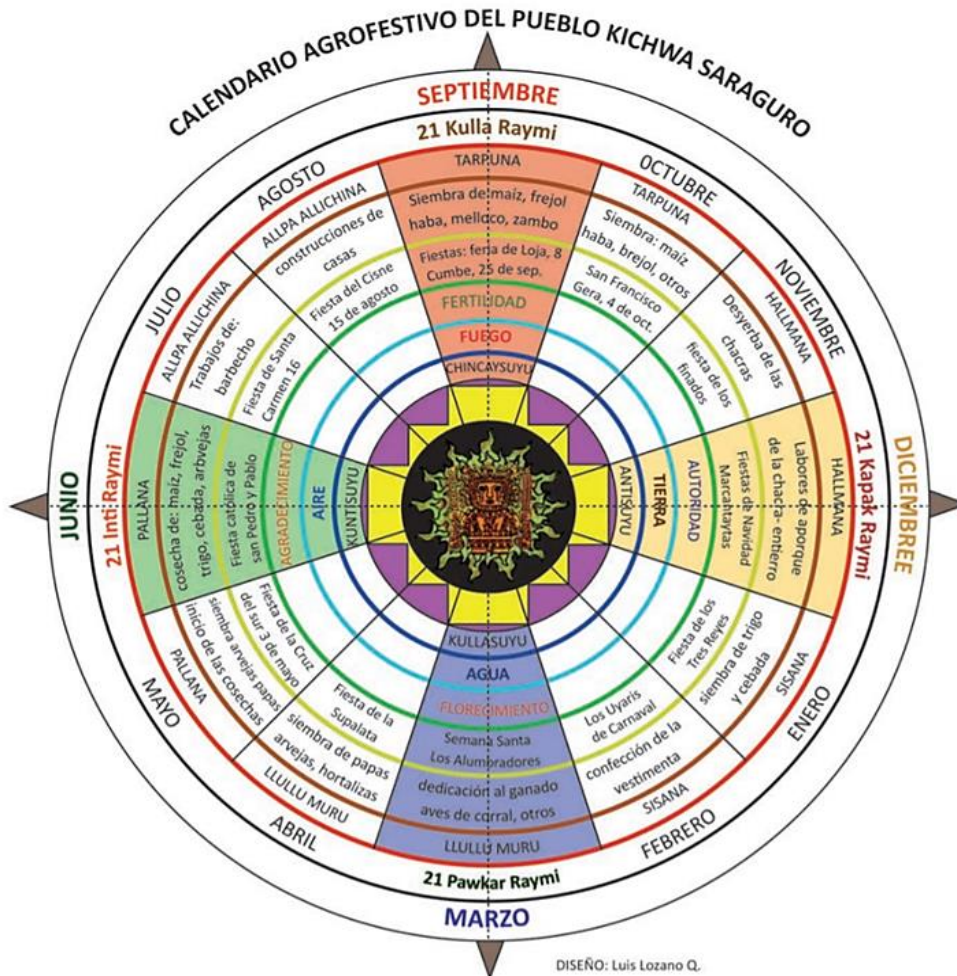 CALENDARIO AGROFESTIVO DEL PUEBLO KICHWA SARAGURO
SEPTIEMBRE
21 Kulla Raymi
TARPUNA
Siembra de maíz, frejol
haba, melloco, zambo
Fiestas: feria de Loja, 8
Cumbe, 25 de sep.
FERTILIDAD
FUEGO
CHINCAYSUYU
OCTUBRE
TARPUNA
Siembra: maíz
haba, brejol, otros
San Francisco
Gera, 4 de oct.
NOVIEMBRE
HALLMANA
Desyerba de las
chacras
fiesta de los
finados
DICIEMBREE
21 Kapak Raymi
HALLMANA
Labores de aporque
de la chacra- entierro
Fiestas de Navidad
Marcantaytas
AUTORIDAD
TIERRA
ANTISUYU
ENERO
SISANA
siembra de trigo
y cebada
Fiesta de los
Tres Reyes
FEBRERO
SISANA
confección de la
vestimenta
Los Uyaris
de Carnaval
KULLASUYU
AGUA
FLORECIMIENTO
Semana Santa
Los Alumbradores
dedicación al ganado
aves de corral, otros
LLULLU MURU
21 Pawkar Raymi
MARZO
ABRIL
LLULLU MURU
siembra de papas
arvejas, hortalizas
Fiesta de la
Supalata
MAYO
PALLANA
inicio de las cosechas
siembra arvejas papas
Fiesta de la Cruz
del sur 3 de mayo
JUNIO
21 Inti Raymi
PALLANA
cosecha de: maíz, frejol,
trigo, cebada, arbvejas
Fiesta católica de
san Pedro y Pablo
AGRADECIMIENTO
AIRE
KUNTISUYU
JULIO
ALLPA ALLICHINA
Trabajos de:
barbecho
Fiesta de Santa
Carmen 16
AGOSTO
ALLPA ALLICHINA
construcciones de
casas
Fiesta del Cisne
15 de agosto
DISEÑO: Luis Lozano Q.